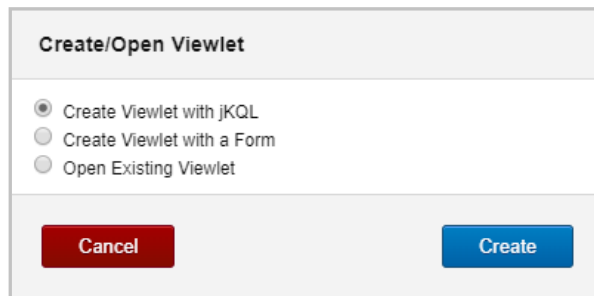 Create/Open Viewlet
Create Viewlet with jKQL
Create Viewlet with a Form
Open Existing Viewlet
Cancel
Create